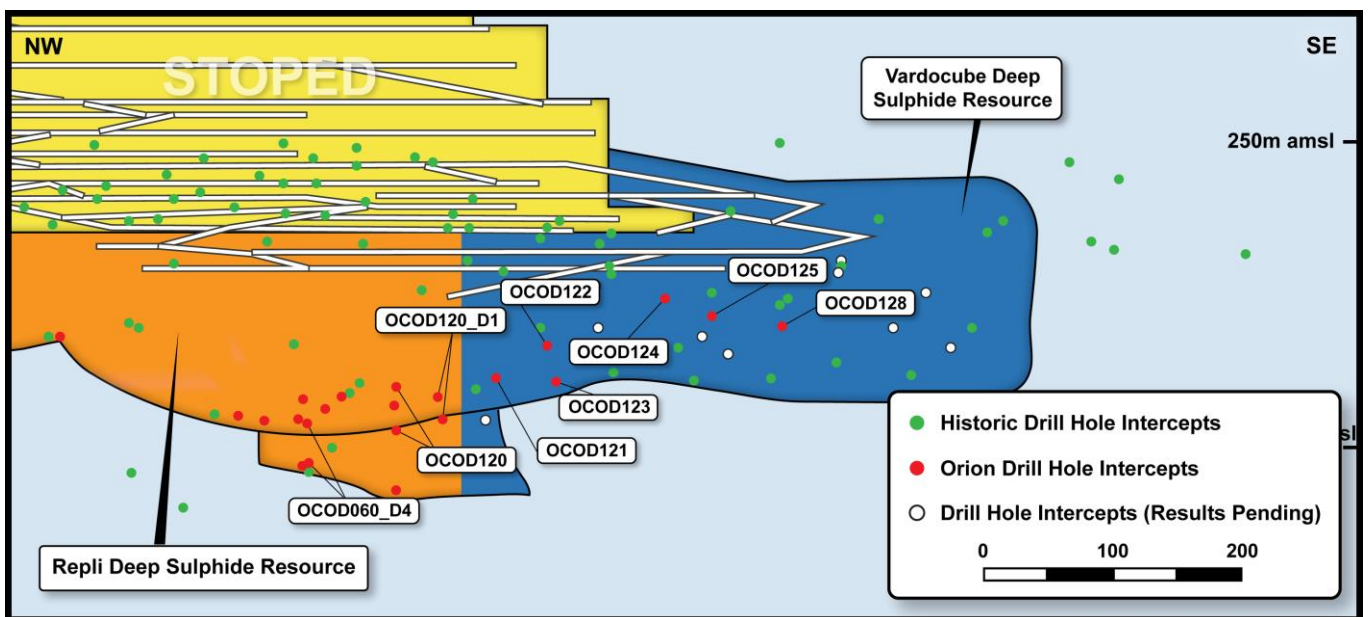 NW
STOPED
SE
Vardocube Deep
Sulphide Resource
250m amsl
OCOD125
OCOD122
OCOD128
OCOD120_D1
OCOD124
OCOD123
OCOD121
OCOD120
OCOD060_D4
Repli Deep Sulphide Resource
sl
Historic Drill Hole Intercepts
Orion Drill Hole Intercepts
Drill Hole Intercepts (Results Pending)
0 100 200